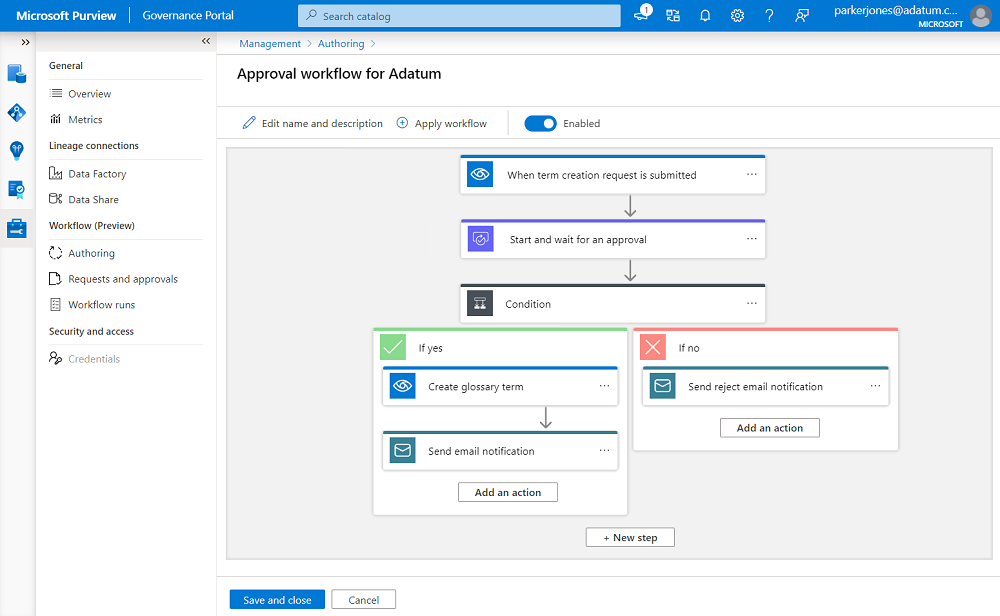 Microsoft Purview
Governance Portal
Search catalog
1
parkerjones@adatum.c...
MICROSOFT
General
Overview
Metrics
Lineage connections
Data Factory
Data Share
Workflow (Preview)
Authoring
Requests and approvals
Workflow runs
Security and access
Credentials
Management > Authoring >
Approval workflow for Adatum
Edit name and description
Apply workflow
Enabled
When term creation request is submitted
Start and wait for an approval
Condition
If yes
If no
Create glossary term
Send reject email notification
Add an action
Send email notification
Add an action
+ New step
Save and close
Cancel